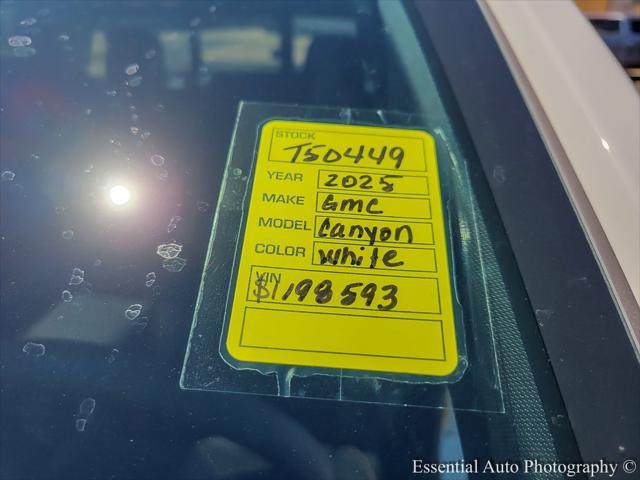 STOCK
T50449
YEAR 2025
MAKE GMC
MODEL Canyon
COLOR White
VIN
$1198593
Essential Auto Photography ©